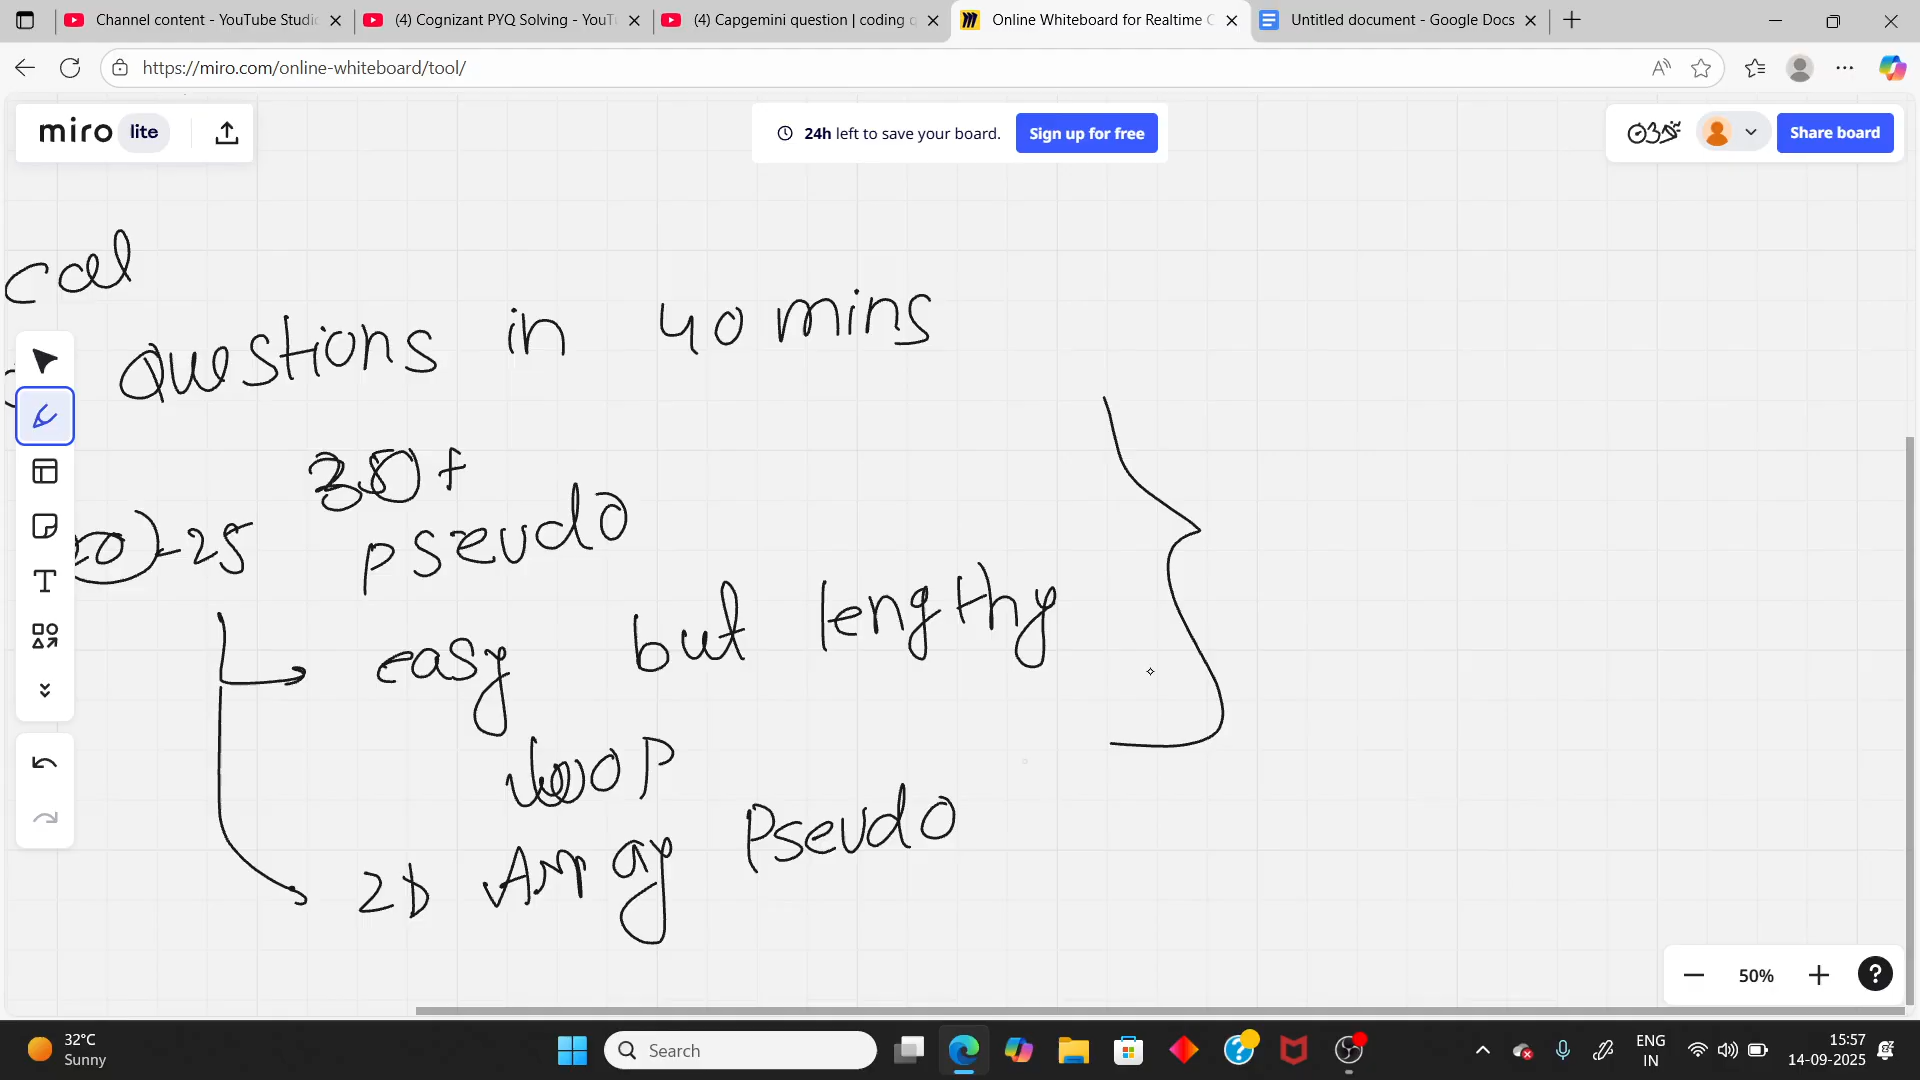 Channel content - YouTube Studi
(4) Cognizant PYQ Solving - YouT
(4) Capgemini question | coding q
Online Whiteboard for Realtime C
Untitled document - Google Docs
https://miro.com/online-whiteboard/tool/
miro lite
24h left to save your board.
Sign up for free
Share board
cal
Questions in 40 mins
20 - 25 pseudo
easy but lengthy
loop
2D Array Pseudo
50%
32°C
Sunny
Search
ENG
IN
15:57
14-09-2025